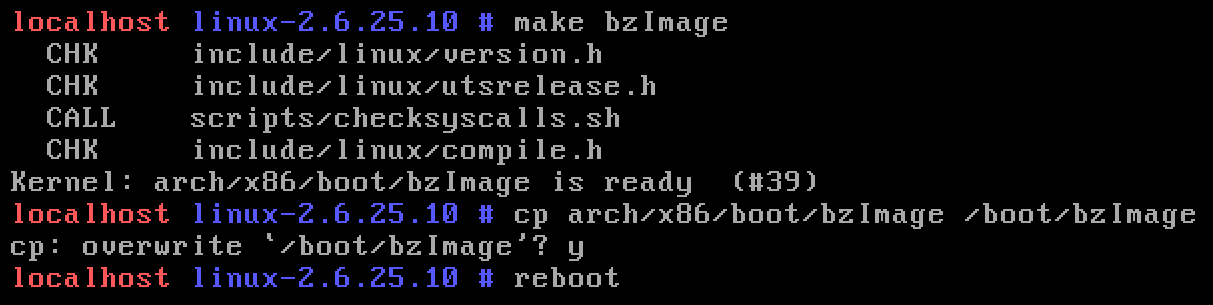 localhost linux-2.6.25.10 # make bzImage
  CHK     include/linux/version.h
  CHK     include/linux/utsrelease.h
  CALL    scripts/checksyscalls.sh
  CHK     include/linux/compile.h
Kernel: arch/x86/boot/bzImage is ready  (#39)
localhost linux-2.6.25.10 # cp arch/x86/boot/bzImage /boot/bzImage
cp: overwrite `/boot/bzImage'? y
localhost linux-2.6.25.10 # reboot